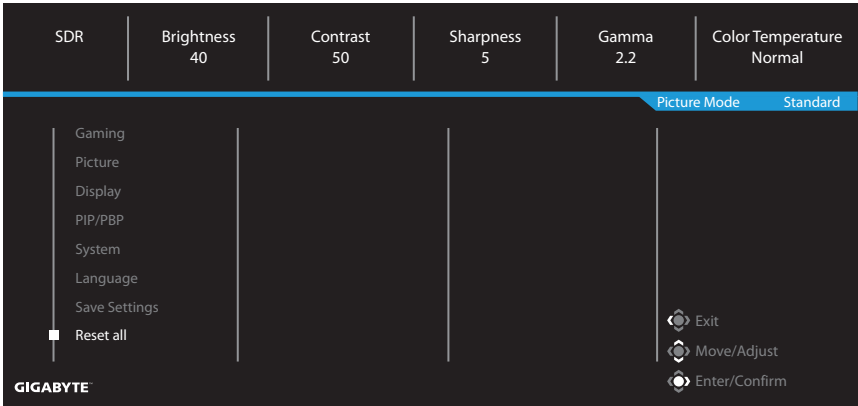 SDR Brightness Contrast Sharpness Gamma Color Temperature
40 50 5 2.2 Normal
Picture Mode Standard
Gaming
Picture
Display
PIP/PBP
System
Language
Save Settings
Reset all
Exit
Move/Adjust
Enter/Confirm
GIGABYTE™